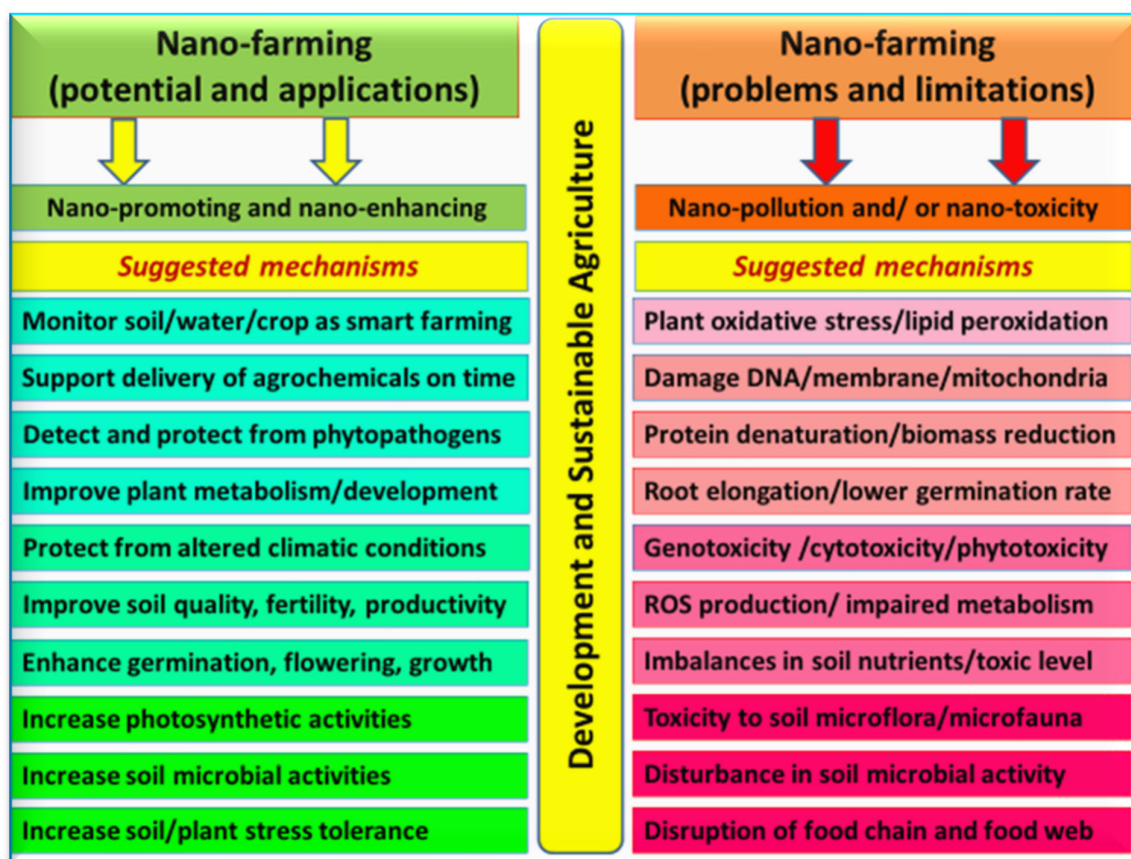 Nano-farming
(potential and applications)
Nano-promoting and nano-enhancing
Suggested mechanisms
Monitor soil/water/crop as smart farming
Support delivery of agrochemicals on time
Detect and protect from phytopathogens
Improve plant metabolism/development
Protect from altered climatic conditions
Improve soil quality, fertility, productivity
Enhance germination, flowering, growth
Increase photosynthetic activities
Increase soil microbial activities
Increase soil/plant stress tolerance
Development and Sustainable Agriculture
Nano-farming
(problems and limitations)
Nano-pollution and/ or nano-toxicity
Suggested mechanisms
Plant oxidative stress/lipid peroxidation
Damage DNA/membrane/mitochondria
Protein denaturation/biomass reduction
Root elongation/lower germination rate
Genotoxicity /cytotoxicity/phytotoxicity
ROS production/ impaired metabolism
Imbalances in soil nutrients/toxic level
Toxicity to soil microflora/microfauna
Disturbance in soil microbial activity
Disruption of food chain and food web